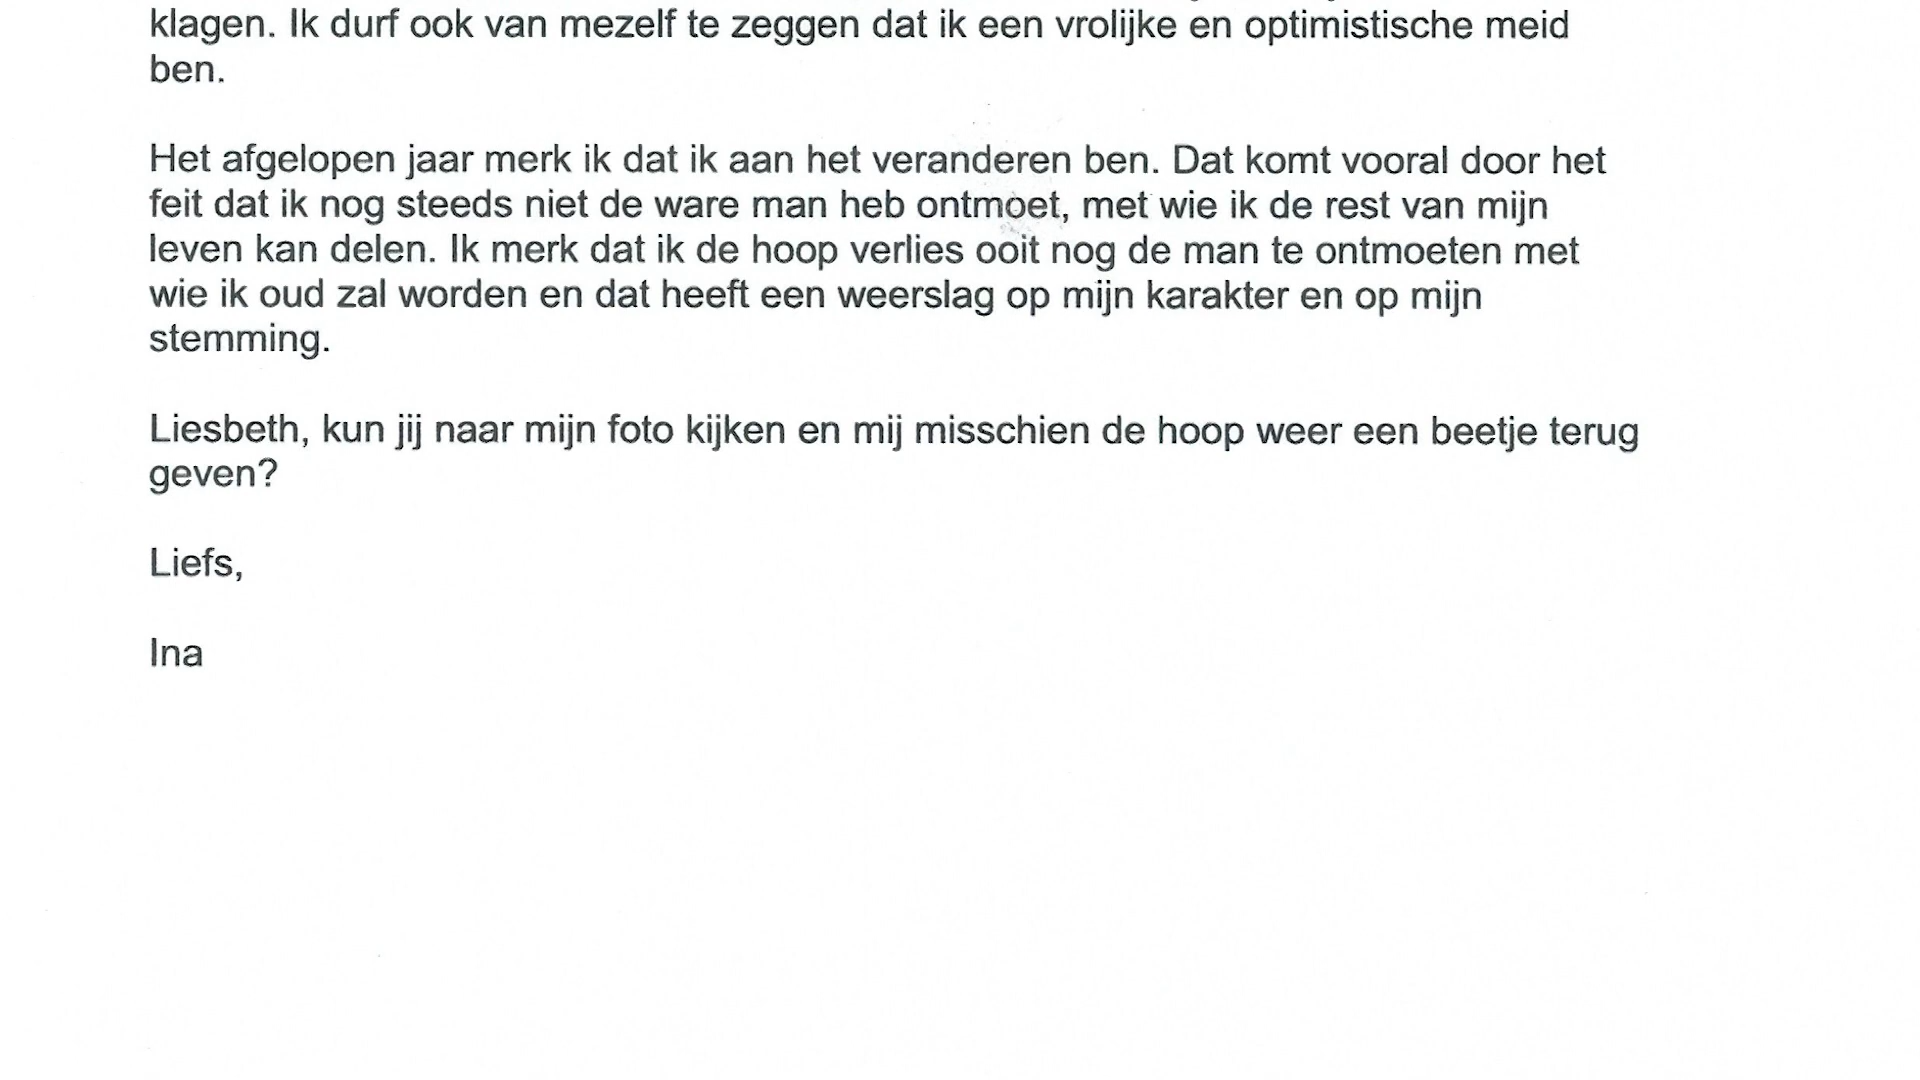 klagen. Ik durf ook van mezelf te zeggen dat ik een vrolijke en optimistische meid
ben.
Het afgelopen jaar merk ik dat ik aan het veranderen ben. Dat komt vooral door het
feit dat ik nog steeds niet de ware man heb ontmoet, met wie ik de rest van mijn
leven kan delen. Ik merk dat ik de hoop verlies ooit nog de man te ontmoeten met
wie ik oud zal worden en dat heeft een weerslag op mijn karakter en op mijn
stemming.
Liesbeth, kun jij naar mijn foto kijken en mij misschien de hoop weer een beetje terug
geven?
Liefs,
Ina